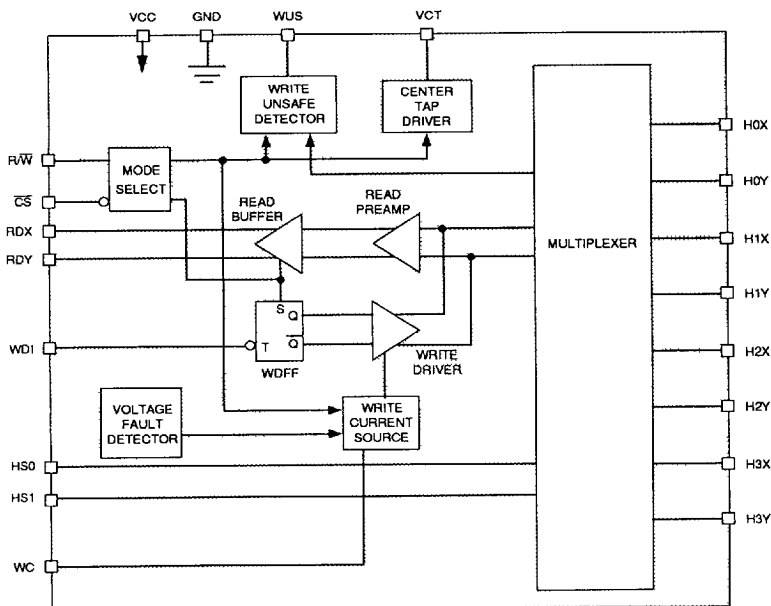 VCC GND WUS VCT
WRITE
UNSAFE
DETECTOR
CENTER
TAP
DRIVER
H0X
R/W̅
MODE
SELECT
C̅S̅
H0Y
READ
BUFFER
READ
PREAMP
RDX
RDY
H1X
MULTIPLEXER
H1Y
S
Q
Q̅
T
WDI
WDFF
WRITE
DRIVER
H2X
VOLTAGE
FAULT
DETECTOR
WRITE
CURRENT
SOURCE
H2Y
HS0
HS1
H3X
H3Y
WC